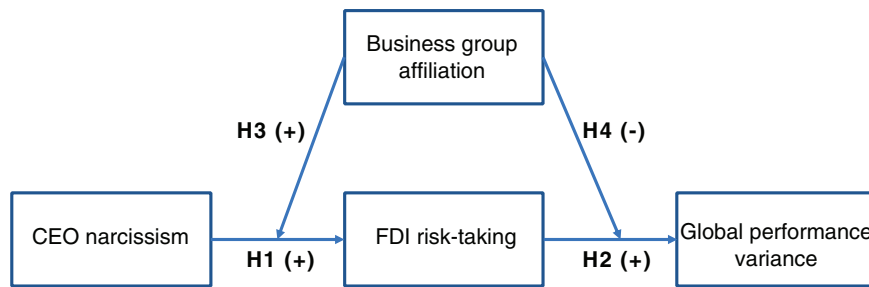 Business group
affiliation
H3 (+)
H4 (-)
CEO narcissism
FDI risk-taking
Global performance
variance
H1 (+)
H2 (+)